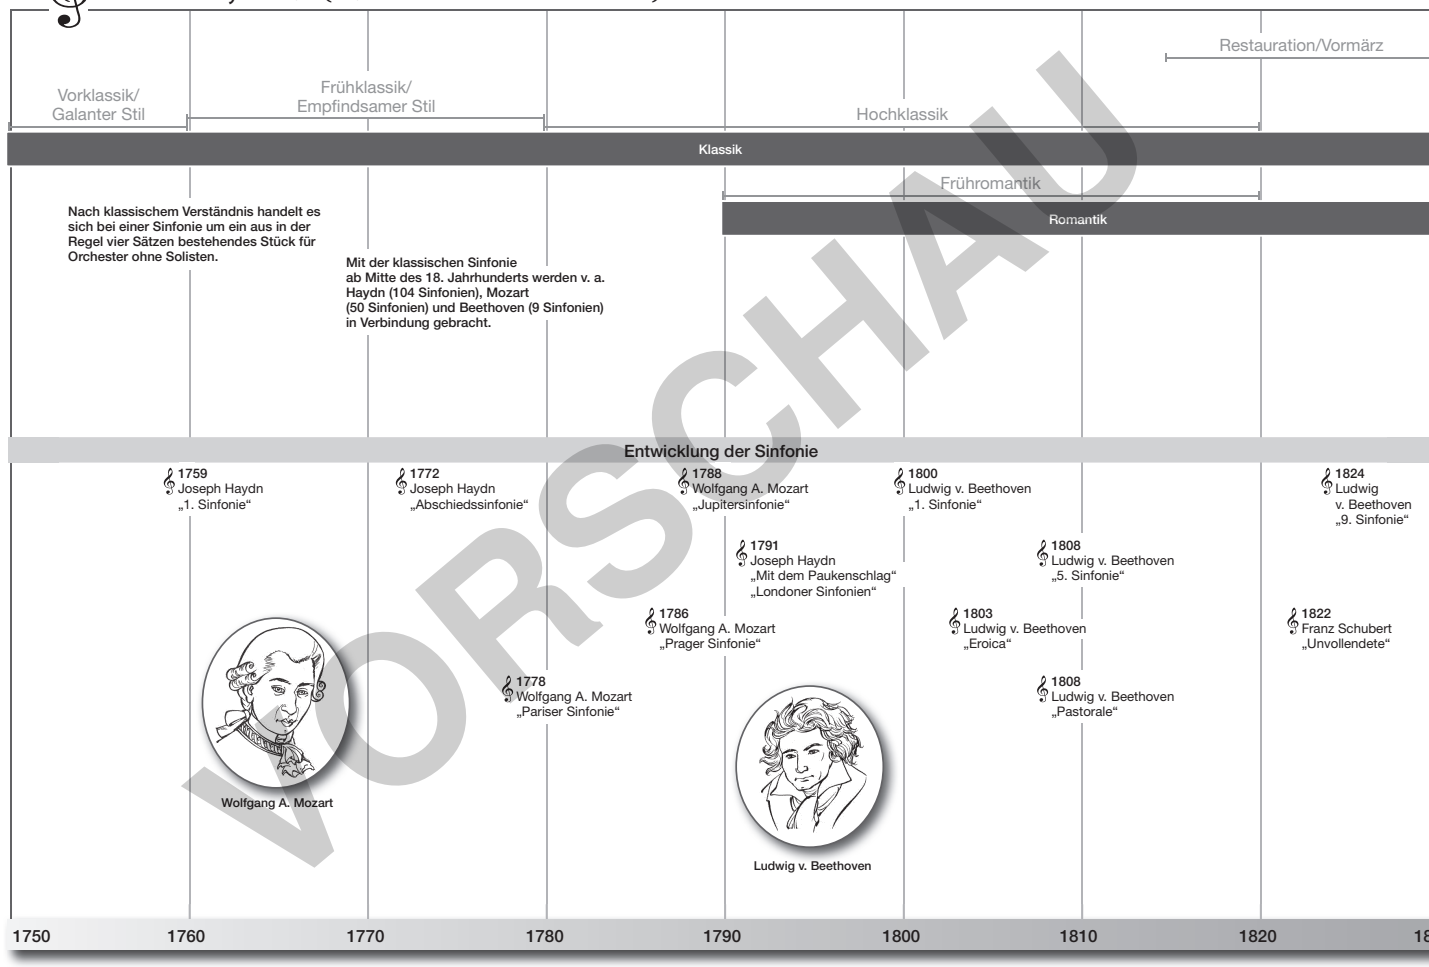 Restauration/Vormärz
Vorklassik/
Galanter Stil
Frühklassik/
Empfindsamer Stil
Hochklassik
Klassik
Frühromantik
Romantik
Nach klassischem Verständnis handelt es
sich bei einer Sinfonie um ein aus in der
Regel vier Sätzen bestehendes Stück für
Orchester ohne Solisten.
Mit der klassischen Sinfonie
ab Mitte des 18. Jahrhunderts werden v. a.
Haydn (104 Sinfonien), Mozart
(50 Sinfonien) und Beethoven (9 Sinfonien)
in Verbindung gebracht.
Entwicklung der Sinfonie
1759
Joseph Haydn
„1. Sinfonie“
1772
Joseph Haydn
„Abschiedssinfonie“
1788
Wolfgang A. Mozart
„Jupitersinfonie“
1800
Ludwig v. Beethoven
„1. Sinfonie“
1824
Ludwig
v. Beethoven
„9. Sinfonie“
1791
Joseph Haydn
„Mit dem Paukenschlag“
„Londoner Sinfonien“
1808
Ludwig v. Beethoven
„5. Sinfonie“
1786
Wolfgang A. Mozart
„Prager Sinfonie“
1803
Ludwig v. Beethoven
„Eroica“
1822
Franz Schubert
„Unvollendete“
1778
Wolfgang A. Mozart
„Pariser Sinfonie“
1808
Ludwig v. Beethoven
„Pastorale“
Wolfgang A. Mozart
Ludwig v. Beethoven
1750 1760 1770 1780 1790 1800 1810 1820
VORSCHAU